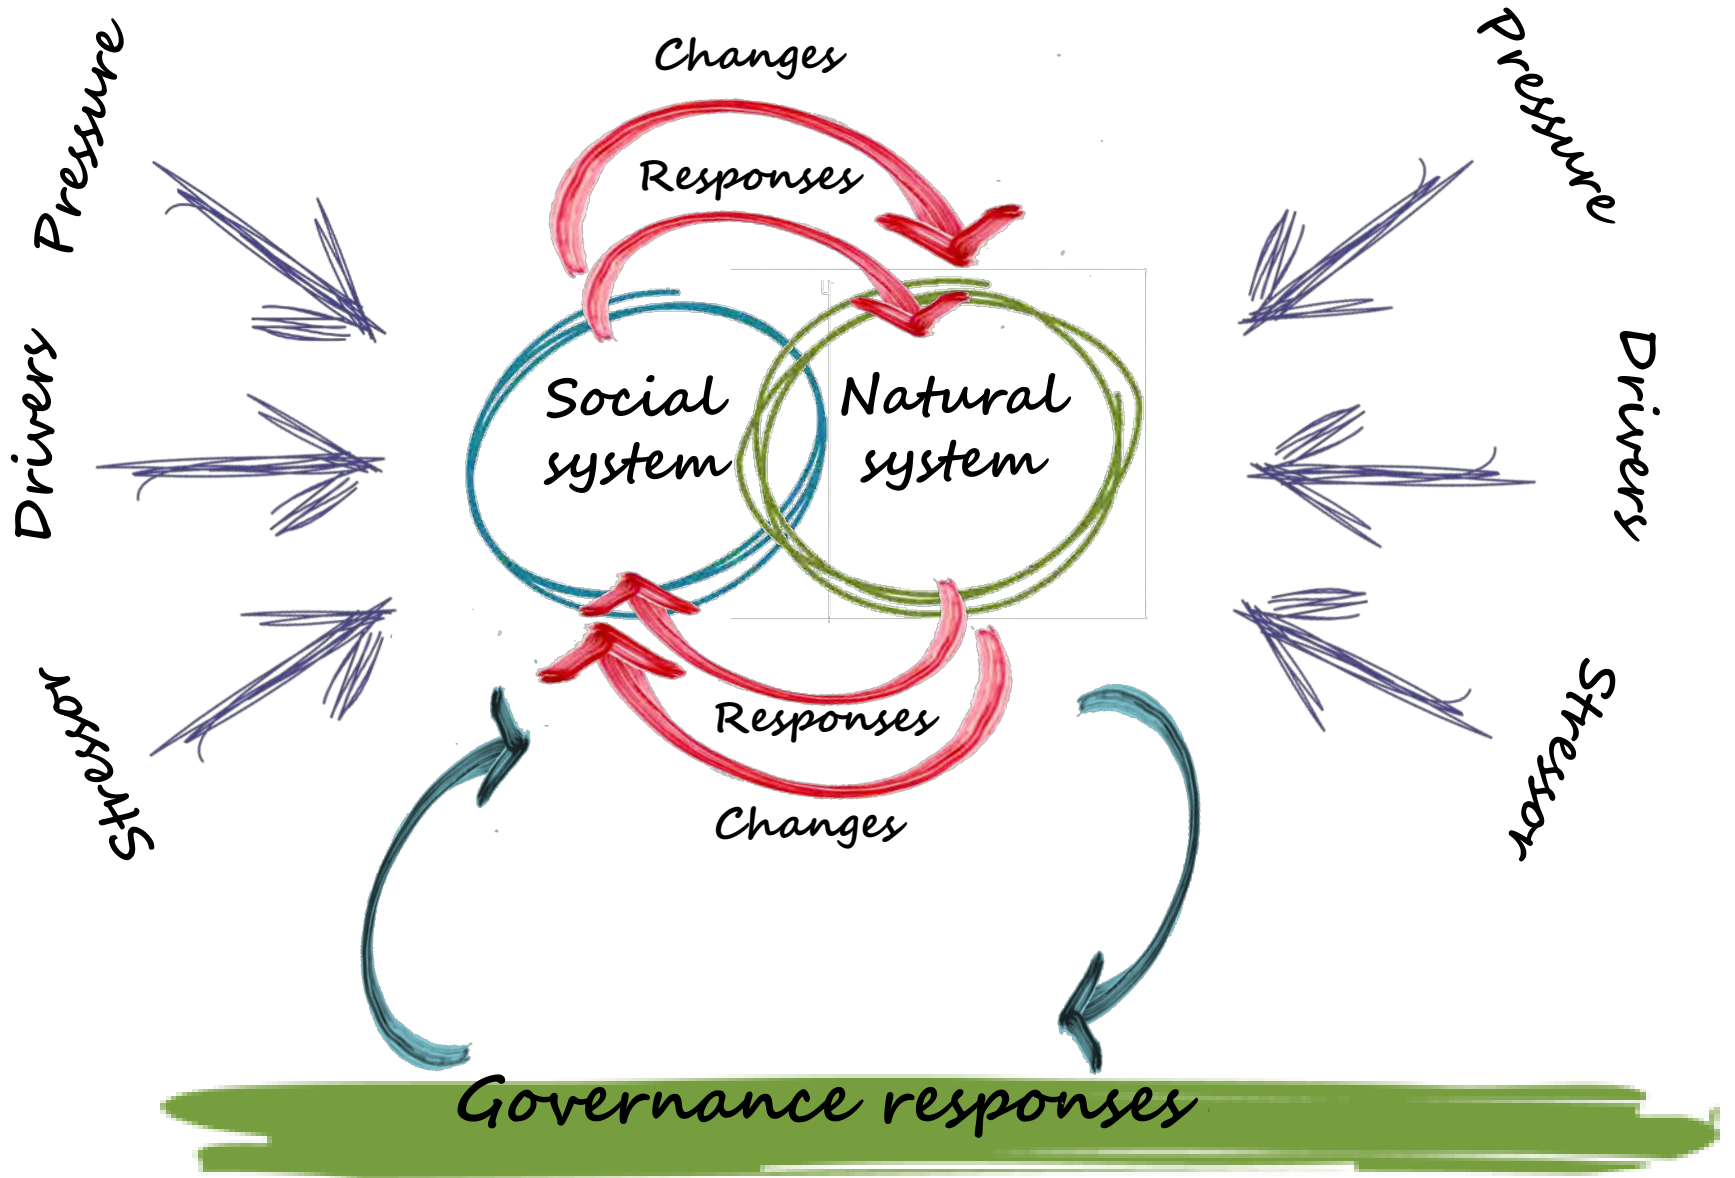 Changes
Responses
Pressure
Drivers
Stressor
Social
system
Natural
system
Pressure
Drivers
Stressor
Responses
Changes
Governance responses